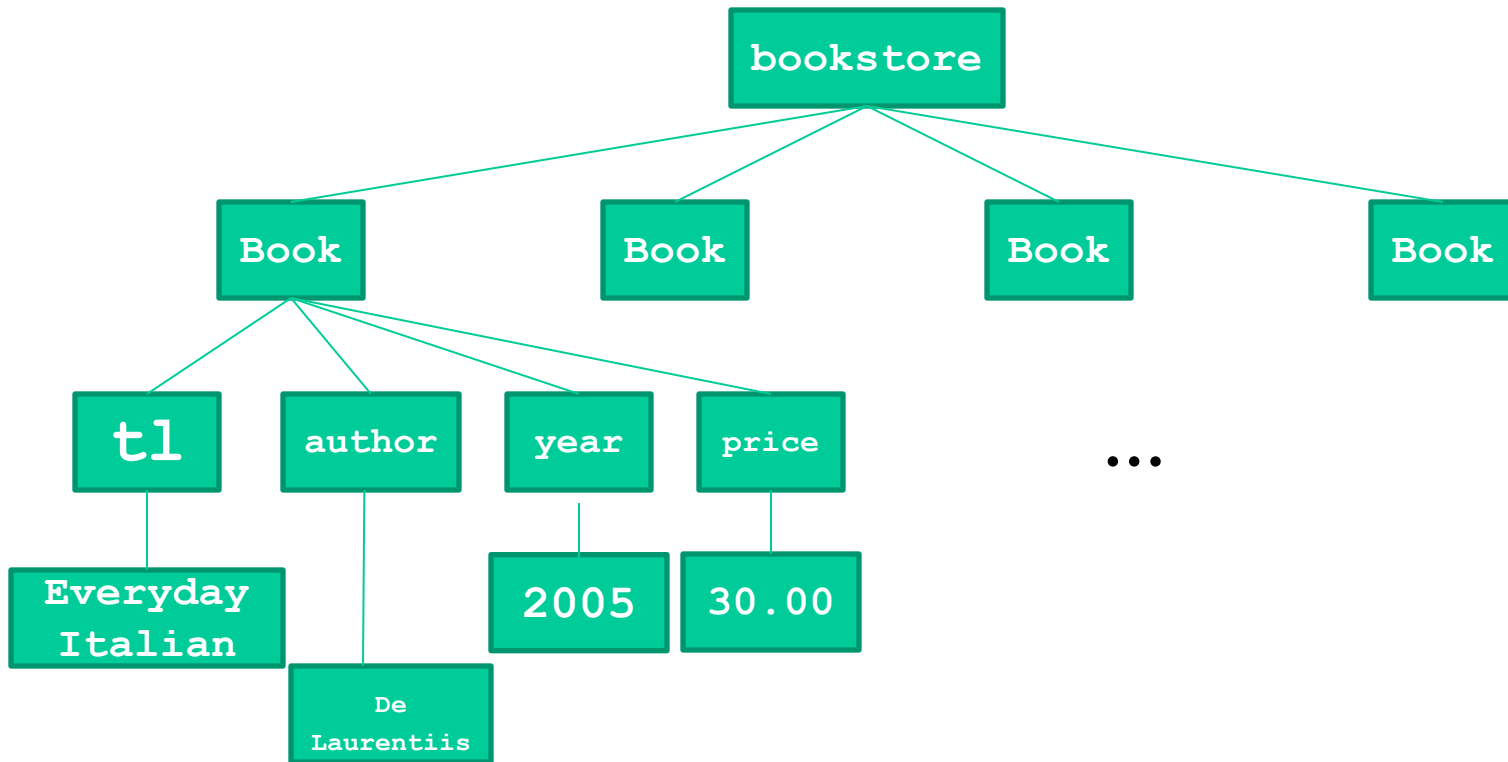 bookstore
Book
Book
Book
Book
tl
author
year
price
...
Everyday
Italian
2005
30.00
De
Laurentiis